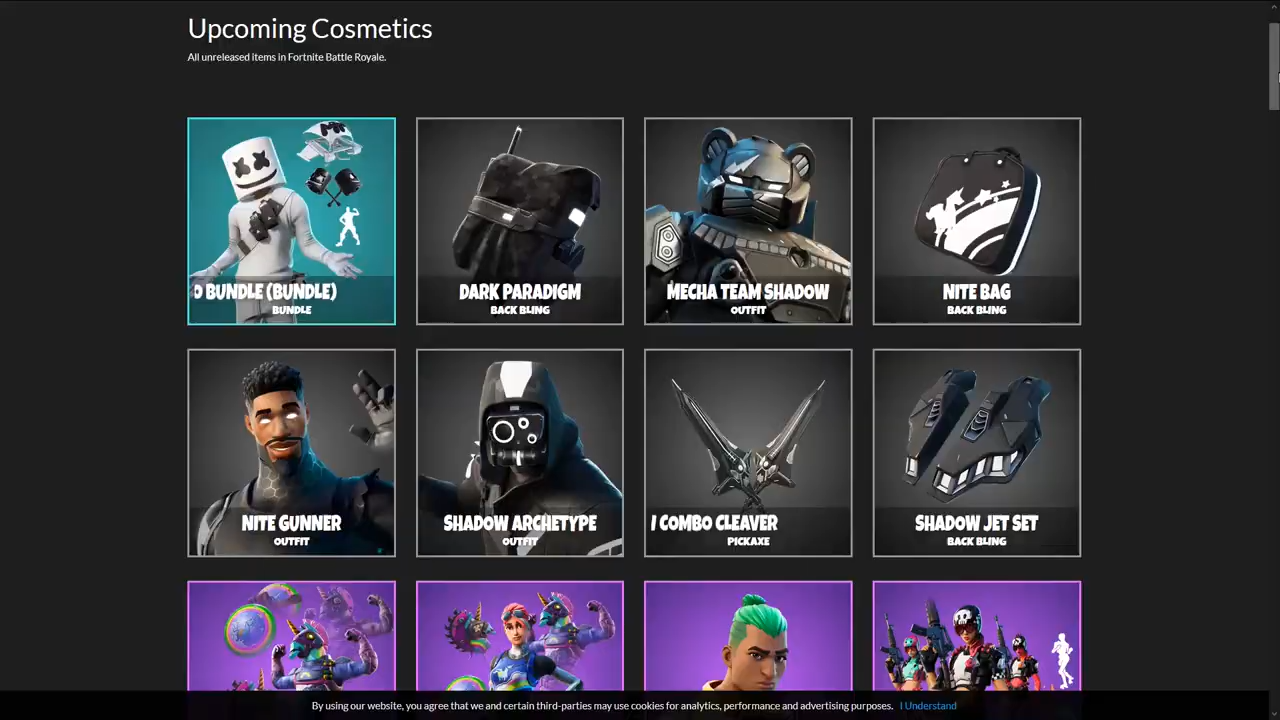 Upcoming Cosmetics
All unreleased items in Fortnite Battle Royale.
O BUNDLE (BUNDLE)
BUNDLE
DARK PARADIGM
BACK BLING
MECHA TEAM SHADOW
OUTFIT
NITE BAG
BACK BLING
NITE GUNNER
OUTFIT
SHADOW ARCHETYPE
OUTFIT
COMBO CLEAVER
PICKAXE
SHADOW JET SET
BACK BLING
By using our website, you agree that we and certain third-parties may use cookies for analytics, performance and advertising purposes. I Understand